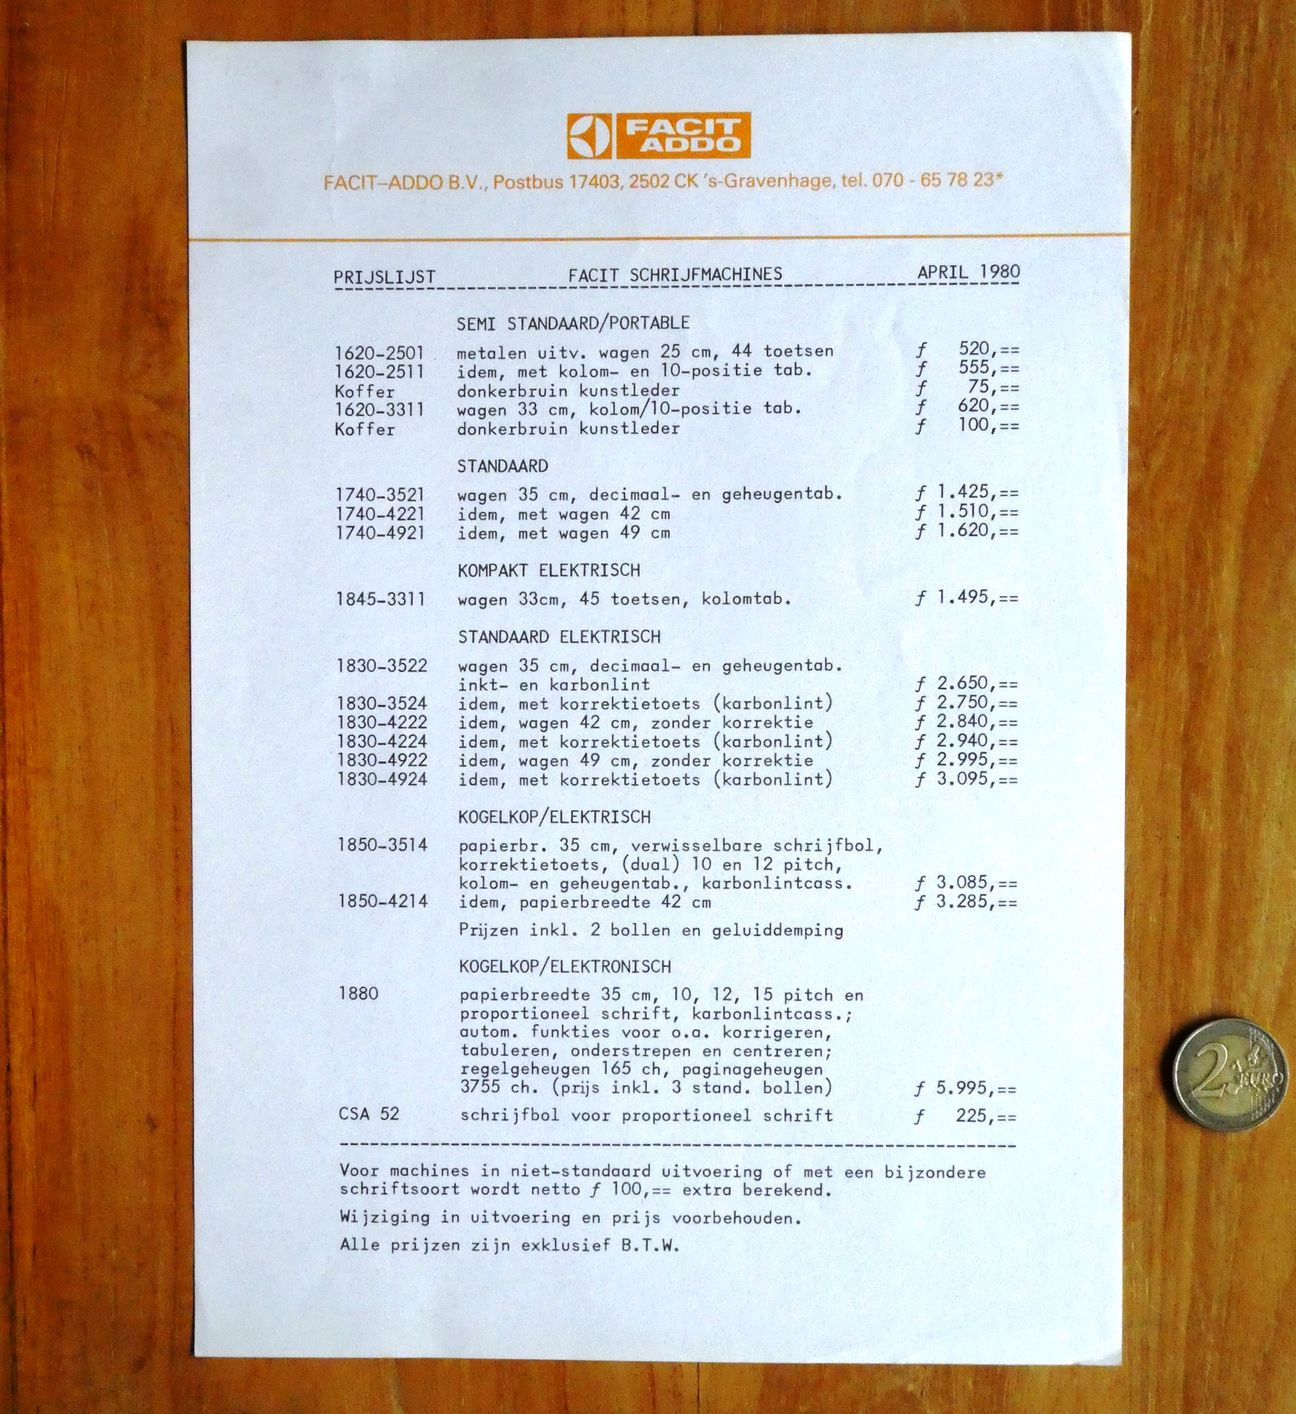 FACIT
ADDO
FACIT-ADDO B.V., Postbus 17403, 2502 CK 's-Gravenhage, tel. 070 - 65 78 23*
PRIJSLIJST FACIT SCHRIJFMACHINES APRIL 1980
SEMI STANDAARD/PORTABLE
1620-2501 metalen uitv. wagen 25 cm, 44 toetsen ƒ 520,==
1620-2511 idem, met kolom- en 10-positie tab. ƒ 555,==
Koffer donkerbruin kunstleder ƒ 75,==
1620-3311 wagen 33 cm, kolom/10-positie tab. ƒ 620,==
Koffer donkerbruin kunstleder ƒ 100,==
STANDAARD
1740-3521 wagen 35 cm, decimaal- en geheugentab. ƒ 1.425,==
1740-4221 idem, met wagen 42 cm ƒ 1.510,==
1740-4921 idem, met wagen 49 cm ƒ 1.620,==
KOMPAKT ELEKTRISCH
1845-3311 wagen 33cm, 45 toetsen, kolomtab. ƒ 1.495,==
STANDAARD ELEKTRISCH
1830-3522 wagen 35 cm, decimaal- en geheugentab.
inkt- en karbonlint ƒ 2.650,==
1830-3524 idem, met korrektietoets (karbonlint) ƒ 2.750,==
1830-4222 idem, wagen 42 cm, zonder korrektie ƒ 2.840,==
1830-4224 idem, met korrektietoets (karbonlint) ƒ 2.940,==
1830-4922 idem, wagen 49 cm, zonder korrektie ƒ 2.995,==
1830-4924 idem, met korrektietoets (karbonlint) ƒ 3.095,==
KOGELKOP/ELEKTRISCH
1850-3514 papierbr. 35 cm, verwisselbare schrijfbol,
korrektietoets, (dual) 10 en 12 pitch,
kolom- en geheugentab., karbonlintcass. ƒ 3.085,==
1850-4214 idem, papierbreedte 42 cm ƒ 3.285,==
Prijzen inkl. 2 bollen en geluiddemping
KOGELKOP/ELEKTRONISCH
1880 papierbreedte 35 cm, 10, 12, 15 pitch en
proportioneel schrift, karbonlintcass.;
autom. funkties voor o.a. korrigeren,
tabuleren, onderstrepen en centreren;
regelgeheugen 165 ch, paginageheugen
3755 ch. (prijs inkl. 3 stand. bollen) ƒ 5.995,==
CSA 52 schrijfbol voor proportioneel schrift ƒ 225,==
Voor machines in niet-standaard uitvoering of met een bijzondere
schriftsoort wordt netto ƒ 100,== extra berekend.
Wijziging in uitvoering en prijs voorbehouden.
Alle prijzen zijn exklusief B.T.W.
2 EURO